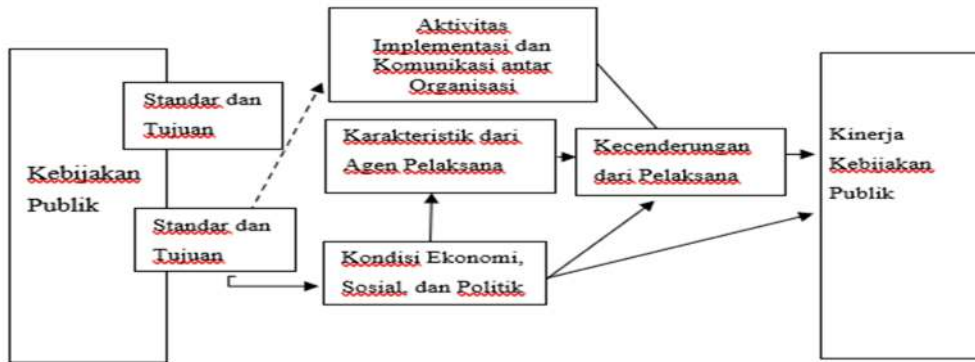 Kebijakan
Publik
Standar dan
Tujuan
Standar dan
Tujuan
Aktivitas
Implementasi dan
Komunikasi antar
Organisasi
Karakteristik dari
Agen Pelaksana
Kondisi Ekonomi,
Sosial, dan Politik
Kecenderungan
dari Pelaksana
Kinerja
Kebijakan
Publik